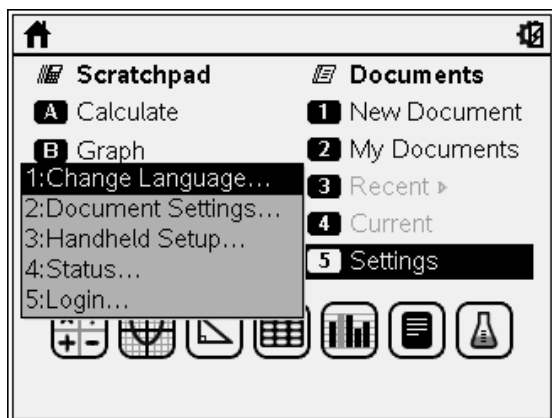 Scratchpad
A Calculate
B Graph
1:Change Language...
2:Document Settings...
3:Handheld Setup...
4:Status...
5:Login...
Documents
1 New Document
2 My Documents
3 Recent ▸
4 Current
5 Settings